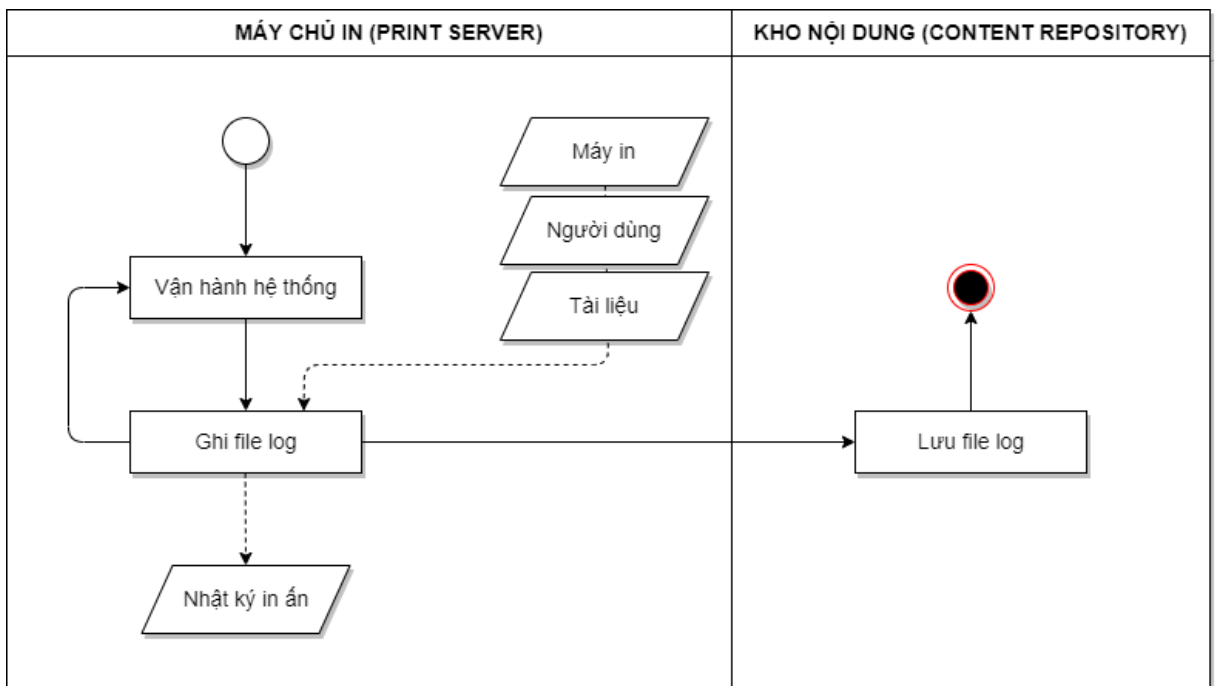 MÁY CHỦ IN (PRINT SERVER)
KHO NỘI DUNG (CONTENT REPOSITORY)
Máy in
Người dùng
Vận hành hệ thống
Tài liệu
Ghi file log
Lưu file log
Nhật ký in ấn